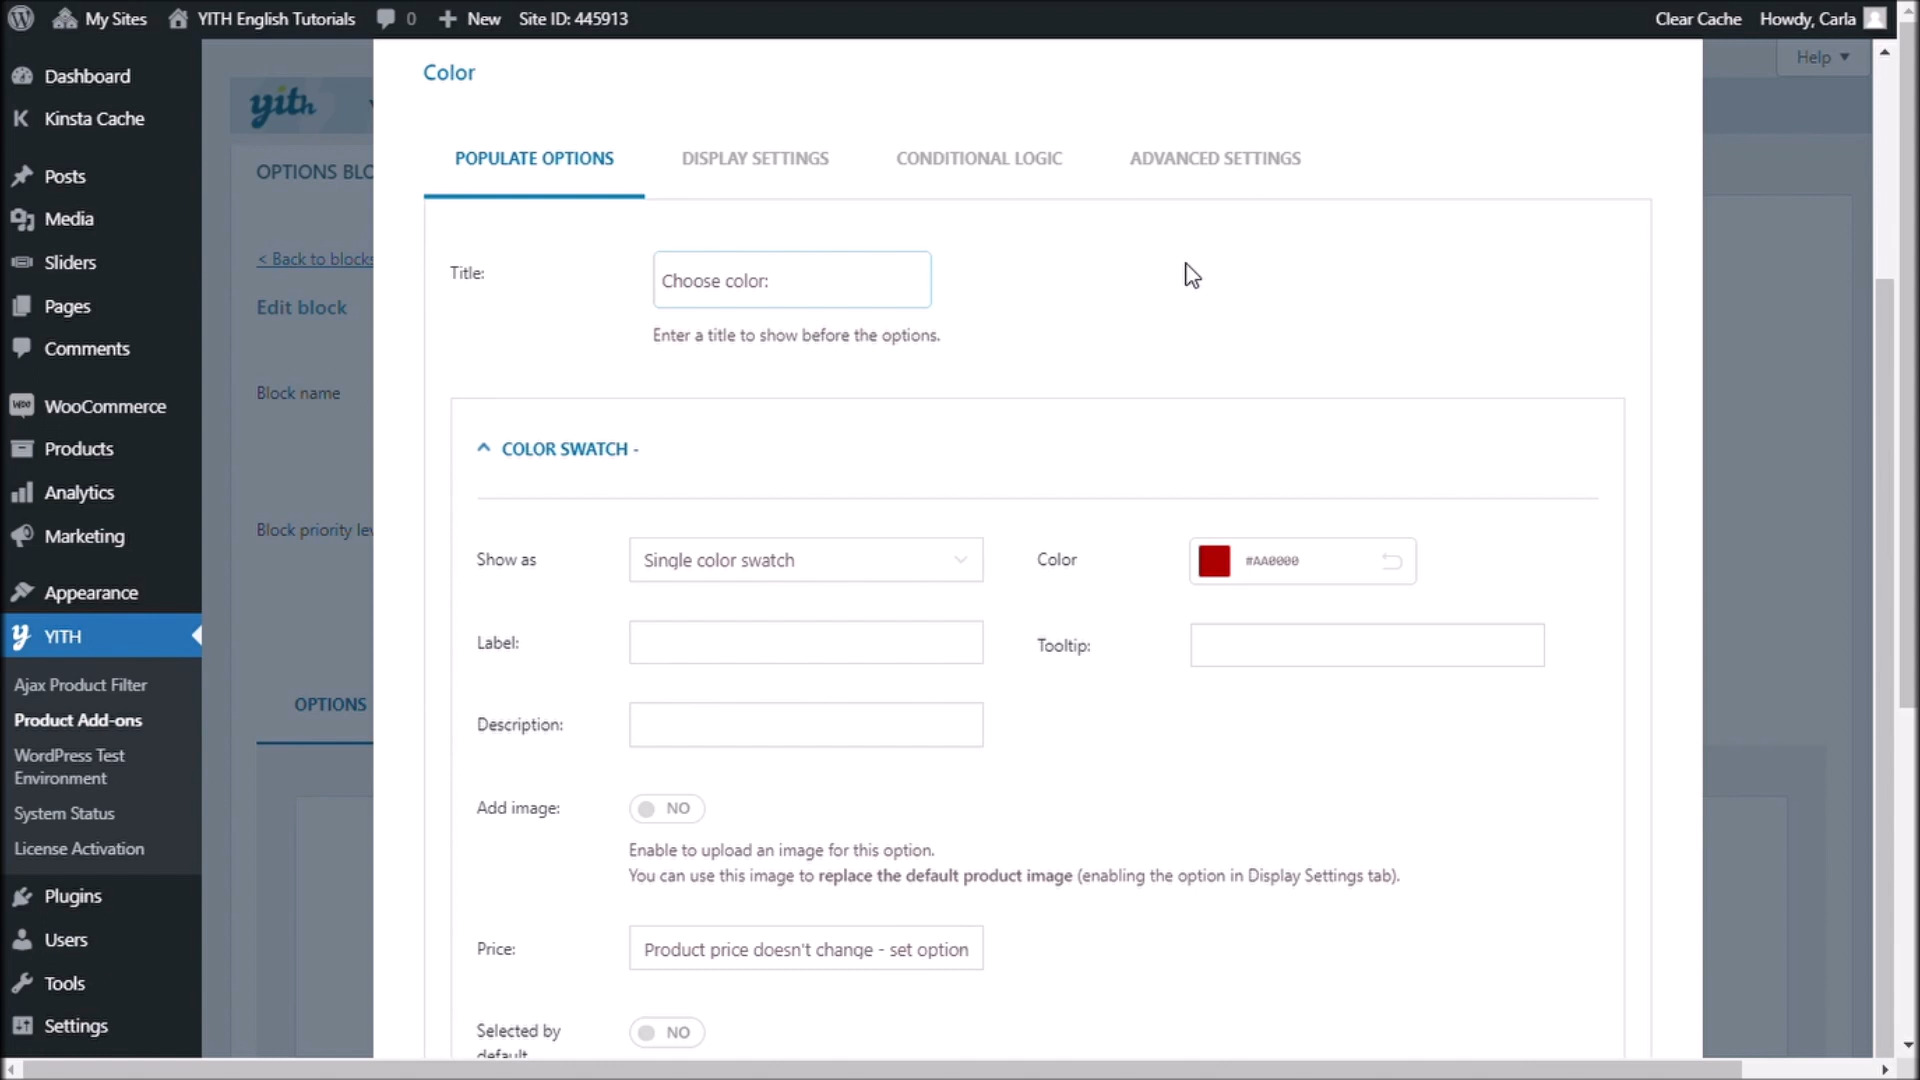 My Sites
YITH English Tutorials
0
New
Site ID: 445913
Clear Cache
Howdy, Carla
Dashboard
Kinsta Cache
Posts
Media
Sliders
Pages
Comments
WooCommerce
Products
Analytics
Marketing
Appearance
YITH
Ajax Product Filter
Product Add-ons
WordPress Test
Environment
System Status
License Activation
Plugins
Users
Tools
Settings
Help
yith
OPTIONS BLO
< Back to blocks
Edit block
Block name
Block priority lev
OPTIONS
Color
POPULATE OPTIONS
DISPLAY SETTINGS
CONDITIONAL LOGIC
ADVANCED SETTINGS
Title:
Choose color:
Enter a title to show before the options.
COLOR SWATCH -
Show as
Single color swatch
Color
#AA0000
Label:
Tooltip:
Description:
Add image:
NO
Enable to upload an image for this option.
You can use this image to replace the default product image (enabling the option in Display Settings tab).
Price:
Product price doesn't change - set option
Selected by
default
NO